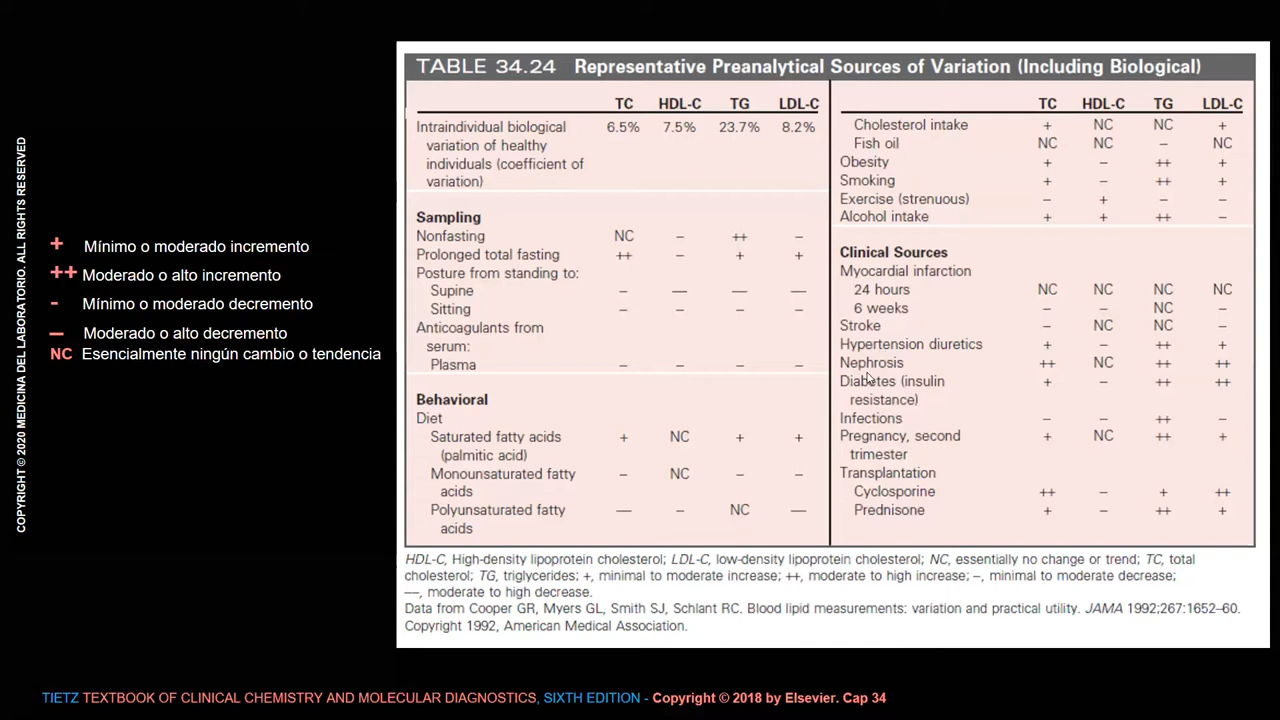 COPYRIGHT © 2020 MEDICINA DEL LABORATORIO. ALL RIGHTS RESERVED
+ Mínimo o moderado incremento
++ Moderado o alto incremento
- Mínimo o moderado decremento
— Moderado o alto decremento
NC Esencialmente ningún cambio o tendencia
TABLE 34.24 Representative Preanalytical Sources of Variation (Including Biological)
TC HDL-C TG LDL-C
Intraindividual biological 6.5% 7.5% 23.7% 8.2%
variation of healthy
individuals (coefficient of
variation)
Sampling
Nonfasting NC – ++ –
Prolonged total fasting ++ – + +
Posture from standing to:
Supine – — — —
Sitting – – – –
Anticoagulants from
serum:
Plasma – – – –
Behavioral
Diet
Saturated fatty acids + NC + +
(palmitic acid)
Monounsaturated fatty – NC – –
acids
Polyunsaturated fatty — – NC —
acids
TC HDL-C TG LDL-C
Cholesterol intake + NC NC +
Fish oil NC NC – NC
Obesity + – ++ +
Smoking + – ++ +
Exercise (strenuous) – + – –
Alcohol intake + + ++ –
Clinical Sources
Myocardial infarction
24 hours NC NC NC NC
6 weeks – – NC –
Stroke – NC NC –
Hypertension diuretics + – ++ +
Nephrosis ++ NC ++ ++
Diabetes (insulin + – ++ ++
resistance)
Infections – – ++ –
Pregnancy, second + NC ++ +
trimester
Transplantation
Cyclosporine ++ – + ++
Prednisone + – ++ +
HDL-C, High-density lipoprotein cholesterol; LDL-C, low-density lipoprotein cholesterol; NC, essentially no change or trend; TC, total
cholesterol; TG, triglycerides; +, minimal to moderate increase; ++, moderate to high increase; –, minimal to moderate decrease;
—, moderate to high decrease.
Data from Cooper GR, Myers GL, Smith SJ, Schlant RC. Blood lipid measurements: variation and practical utility. JAMA 1992;267:1652–60.
Copyright 1992, American Medical Association.
TIETZ TEXTBOOK OF CLINICAL CHEMISTRY AND MOLECULAR DIAGNOSTICS, SIXTH EDITION - Copyright © 2018 by Elsevier. Cap 34